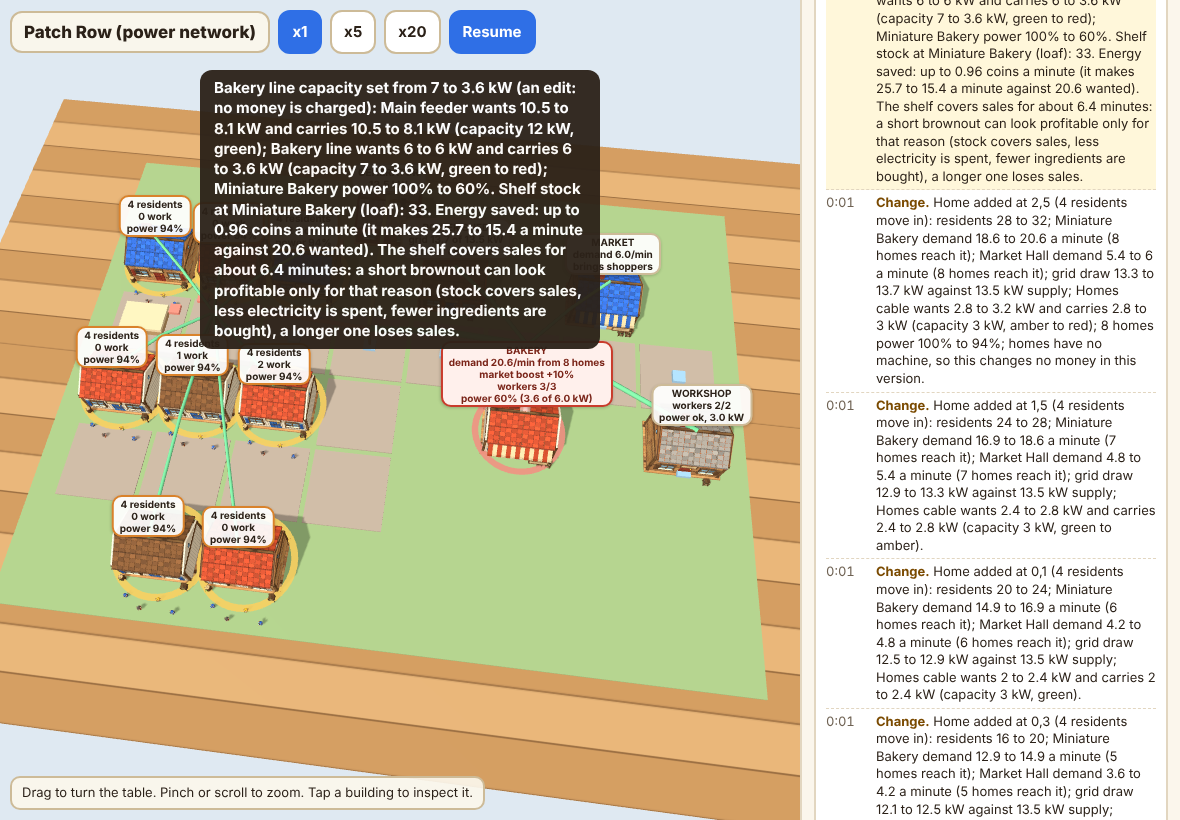 Patch Row (power network)
x1
x5
x20
Resume
Bakery line capacity set from 7 to 3.6 kW (an edit:
no money is charged): Main feeder wants 10.5 to
8.1 kW and carries 10.5 to 8.1 kW (capacity 12 kW,
green); Bakery line wants 6 to 6 kW and carries 6
to 3.6 kW (capacity 7 to 3.6 kW, green to red);
Miniature Bakery power 100% to 60%. Shelf stock
at Miniature Bakery (loaf): 33. Energy saved: up to
0.96 coins a minute (it makes 25.7 to 15.4 a minute
against 20.6 wanted). The shelf covers sales for
about 6.4 minutes: a short brownout can look
profitable only for that reason (stock covers sales,
less electricity is spent, fewer ingredients are
bought), a longer one loses sales.
4 residents
0 work
power 94%
MARKET
demand 6.0/min
brings shoppers
4 residents
0 work
power 94%
4 residents
1 work
power 94%
4 residents
2 work
power 94%
BAKERY
demand 20.6/min from 8 homes
market boost +10%
workers 3/3
power 60% (3.6 of 6.0 kW)
WORKSHOP
workers 2/2
power ok, 3.0 kW
4 residents
0 work
power 94%
4 residents
0 work
power 94%
Drag to turn the table. Pinch or scroll to zoom. Tap a building to inspect it.
wants 6 to 6 kW and carries 6 to 3.6 kW
(capacity 7 to 3.6 kW, green to red);
Miniature Bakery power 100% to 60%. Shelf
stock at Miniature Bakery (loaf): 33. Energy
saved: up to 0.96 coins a minute (it makes
25.7 to 15.4 a minute against 20.6 wanted).
The shelf covers sales for about 6.4 minutes:
a short brownout can look profitable only for
that reason (stock covers sales, less
electricity is spent, fewer ingredients are
bought), a longer one loses sales.
0:01 Change. Home added at 2,5 (4 residents
move in): residents 28 to 32; Miniature
Bakery demand 18.6 to 20.6 a minute (8
homes reach it); Market Hall demand 5.4 to 6
a minute (8 homes reach it); grid draw 13.3 to
13.7 kW against 13.5 kW supply; Homes
cable wants 2.8 to 3.2 kW and carries 2.8 to
3 kW (capacity 3 kW, amber to red); 8 homes
power 100% to 94%; homes have no
machine, so this changes no money in this
version.
0:01 Change. Home added at 1,5 (4 residents
move in): residents 24 to 28; Miniature
Bakery demand 16.9 to 18.6 a minute (7
homes reach it); Market Hall demand 4.8 to
5.4 a minute (7 homes reach it); grid draw
12.9 to 13.3 kW against 13.5 kW supply;
Homes cable wants 2.4 to 2.8 kW and carries
2.4 to 2.8 kW (capacity 3 kW, green to
amber).
0:01 Change. Home added at 0,1 (4 residents
move in): residents 20 to 24; Miniature
Bakery demand 14.9 to 16.9 a minute (6
homes reach it); Market Hall demand 4.2 to
4.8 a minute (6 homes reach it); grid draw
12.5 to 12.9 kW against 13.5 kW supply;
Homes cable wants 2 to 2.4 kW and carries 2
to 2.4 kW (capacity 3 kW, green).
0:01 Change. Home added at 0,3 (4 residents
move in): residents 16 to 20; Miniature
Bakery demand 12.9 to 14.9 a minute (5
homes reach it); Market Hall demand 3.6 to
4.2 a minute (5 homes reach it); grid draw
12.1 to 12.5 kW against 13.5 kW supply;